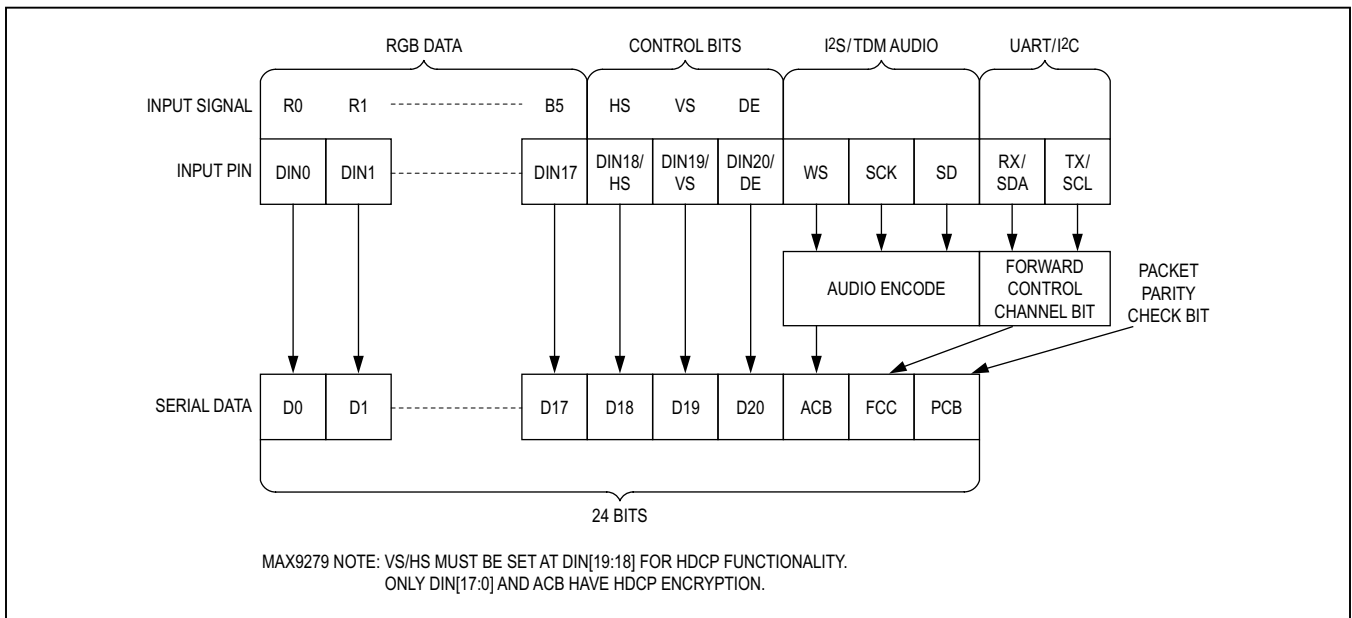 RGB DATA CONTROL BITS I2S/TDM AUDIO UART/I2C
INPUT SIGNAL R0 R1 B5 HS VS DE
INPUT PIN DIN0 DIN1 DIN17 DIN18/HS DIN19/VS DIN20/DE WS SCK SD RX/SDA TX/SCL
AUDIO ENCODE
FORWARD
CONTROL
CHANNEL BIT
PACKET
PARITY
CHECK BIT
SERIAL DATA D0 D1 D17 D18 D19 D20 ACB FCC PCB
24 BITS
MAX9279 NOTE: VS/HS MUST BE SET AT DIN[19:18] FOR HDCP FUNCTIONALITY.
ONLY DIN[17:0] AND ACB HAVE HDCP ENCRYPTION.